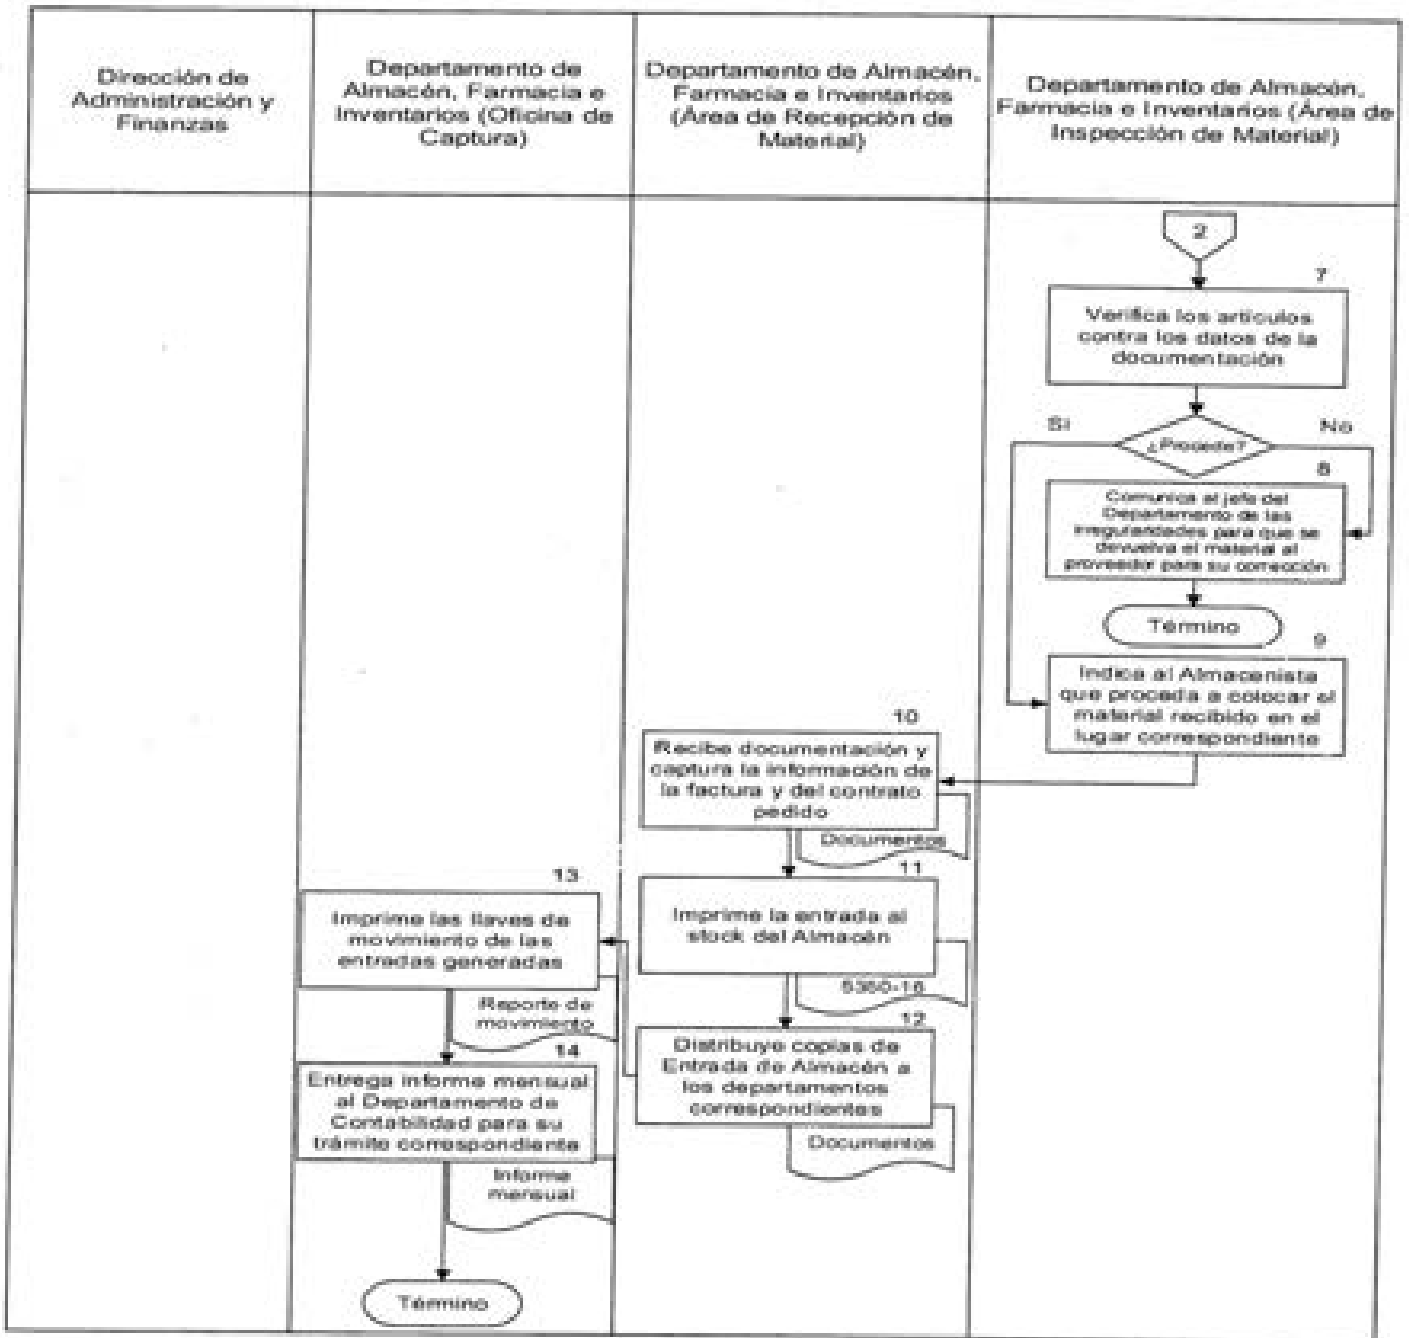 Dirección de
Administración y
Finanzas
Departamento de
Almacén, Farmacia e
Inventarios (Oficina de
Captura)
Departamento de Almacén,
Farmacia e Inventarios
(Área de Recepción de
Material)
Departamento de Almacén,
Farmacia e Inventarios (Área de
Inspección de Material)
2
7
Verifica los artículos
contra los datos de la
documentación
Si
¿Procede?
No
8
Comunica al jefe del
Departamento de las
irregularidades para que se
devuelva el material al
proveedor para su corrección
Término
9
Indica al Almacenista
que proceda a colocar el
material recibido en el
lugar correspondiente
10
Recibe documentación y
captura la información de
la factura y del contrato
pedido
Documentos
11
Imprime la entrada al
stock del Almacén
5360-16
12
Distribuye copias de
Entrada de Almacén a
los departamentos
correspondientes
Documentos
13
Imprime las llaves de
movimiento de las
entradas generadas
Reporte de
movimiento
14
Entrega informe mensual
al Departamento de
Contabilidad para su
trámite correspondiente
Informe
mensual
Término